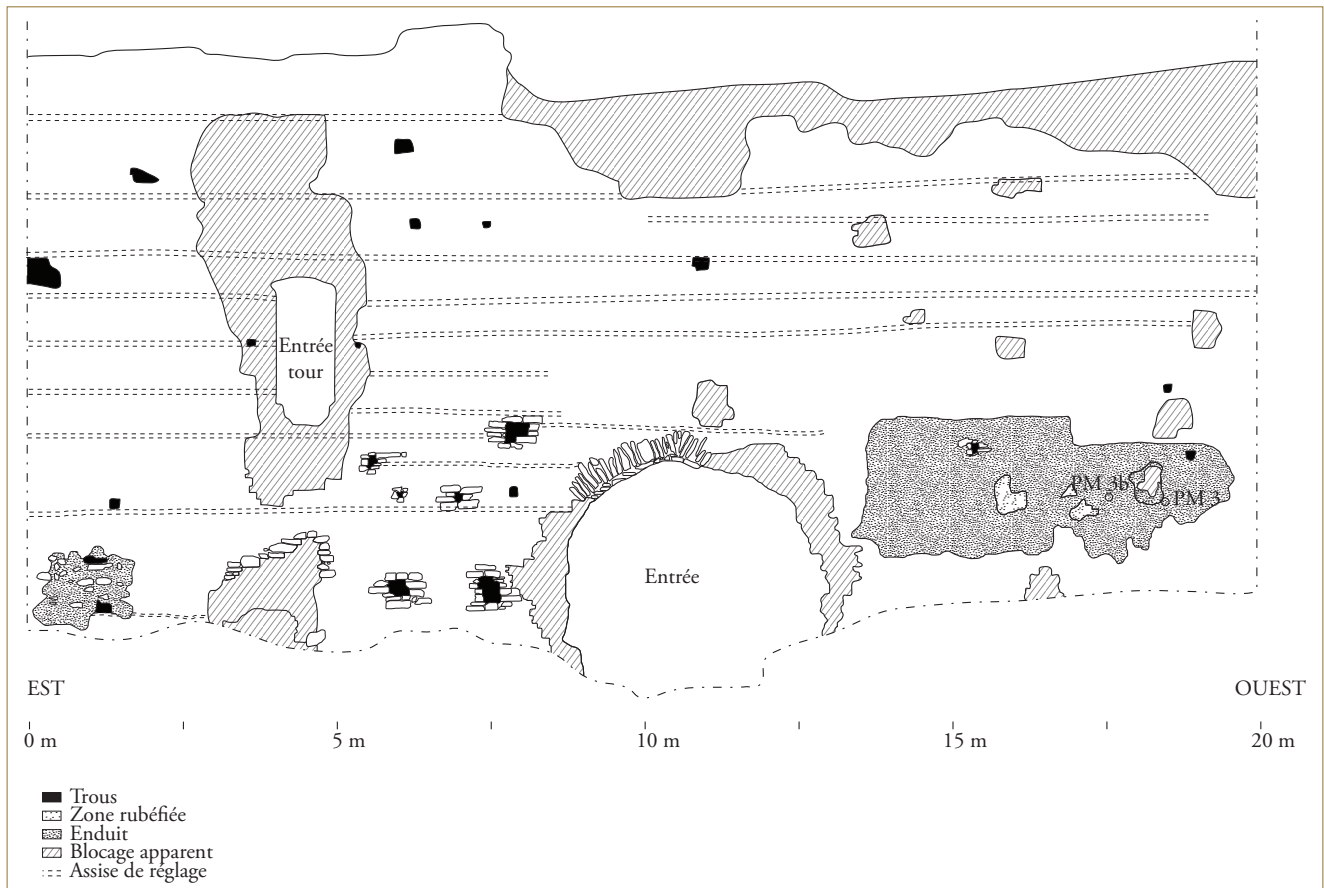 Entrée
tour
PM 3b
PM 3
Entrée
EST
OUEST
0 m
5 m
10 m
15 m
20 m
Trous
Zone rubéfiée
Enduit
Blocage apparent
Assise de réglage